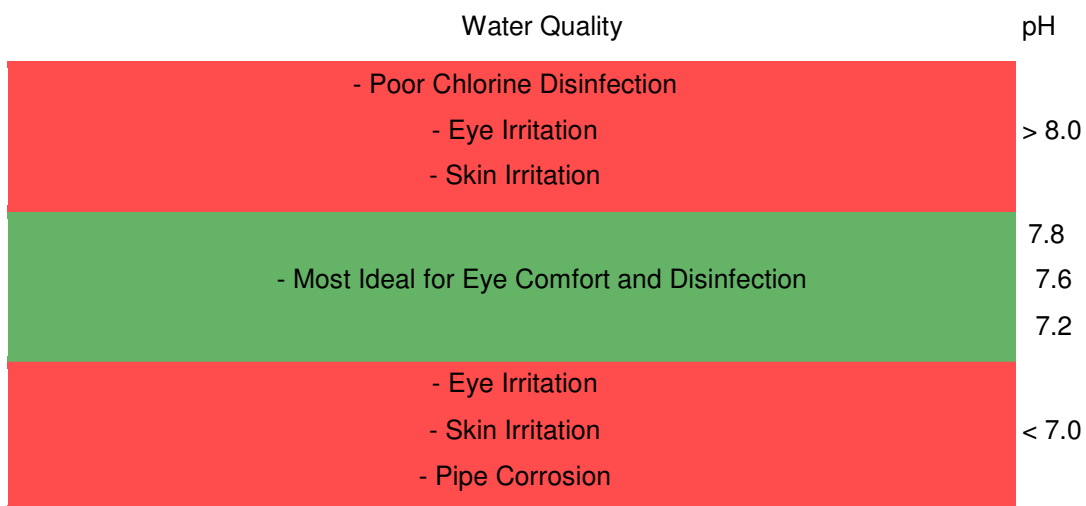 Water Quality pH
- Poor Chlorine Disinfection
- Eye Irritation > 8.0
- Skin Irritation
7.8
- Most Ideal for Eye Comfort and Disinfection 7.6
7.2
- Eye Irritation
- Skin Irritation < 7.0
- Pipe Corrosion